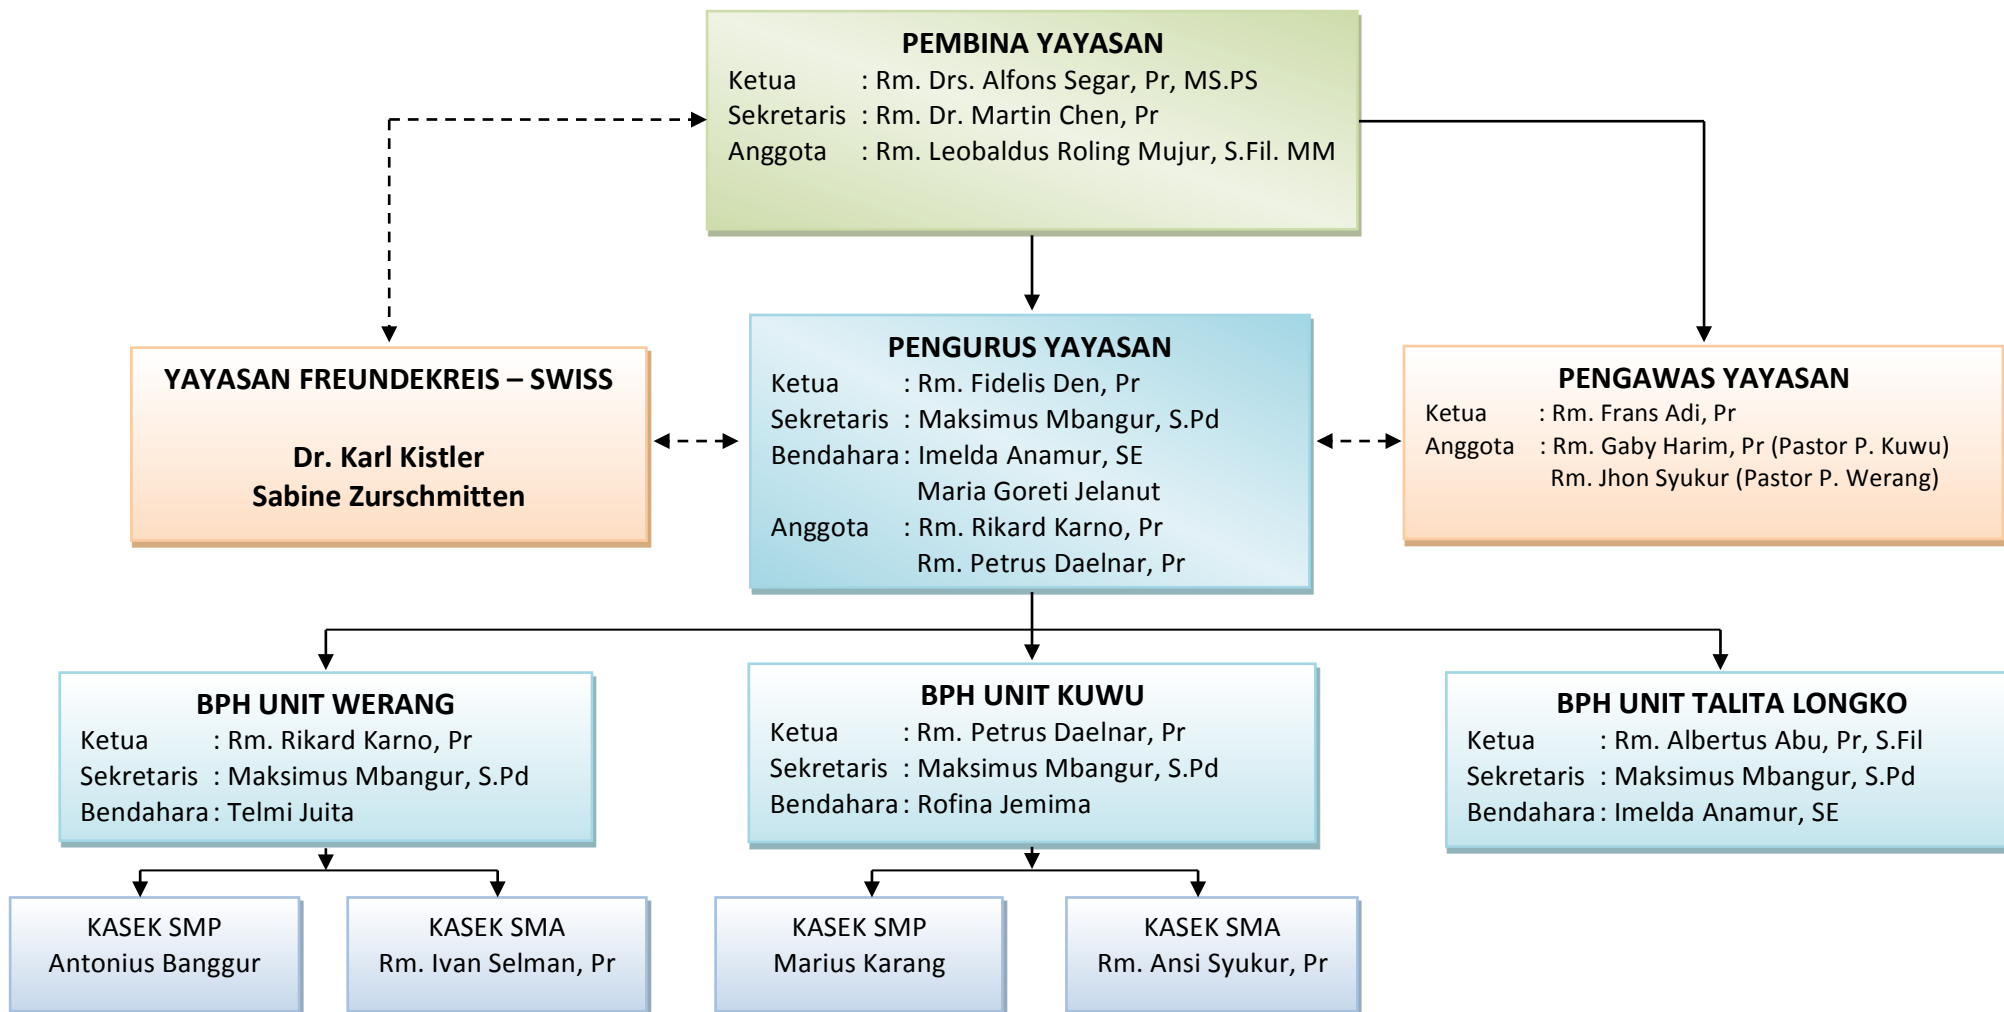 PEMBINA YAYASAN
Ketua : Rm. Drs. Alfons Segar, Pr, MS.PS
Sekretaris : Rm. Dr. Martin Chen, Pr
Anggota : Rm. Leobaldus Roling Mujur, S.Fil. MM
YAYASAN FREUNDEKREIS – SWISS
Dr. Karl Kistler
Sabine Zurschmitten
PENGURUS YAYASAN
Ketua : Rm. Fidelis Den, Pr
Sekretaris : Maksimus Mbangur, S.Pd
Bendahara : Imelda Anamur, SE
Maria Goreti Jelanut
Anggota : Rm. Rikard Karno, Pr
Rm. Petrus Daelnar, Pr
PENGAWAS YAYASAN
Ketua : Rm. Frans Adi, Pr
Anggota : Rm. Gaby Harim, Pr (Pastor P. Kuwu)
Rm. Jhon Syukur (Pastor P. Werang)
BPH UNIT WERANG
Ketua : Rm. Rikard Karno, Pr
Sekretaris : Maksimus Mbangur, S.Pd
Bendahara : Telmi Juita
BPH UNIT KUWU
Ketua : Rm. Petrus Daelnar, Pr
Sekretaris : Maksimus Mbangur, S.Pd
Bendahara : Rofina Jemima
BPH UNIT TALITA LONGKO
Ketua : Rm. Albertus Abu, Pr, S.Fil
Sekretaris : Maksimus Mbangur, S.Pd
Bendahara : Imelda Anamur, SE
KASEK SMP
Antonius Banggur
KASEK SMA
Rm. Ivan Selman, Pr
KASEK SMP
Marius Karang
KASEK SMA
Rm. Ansi Syukur, Pr